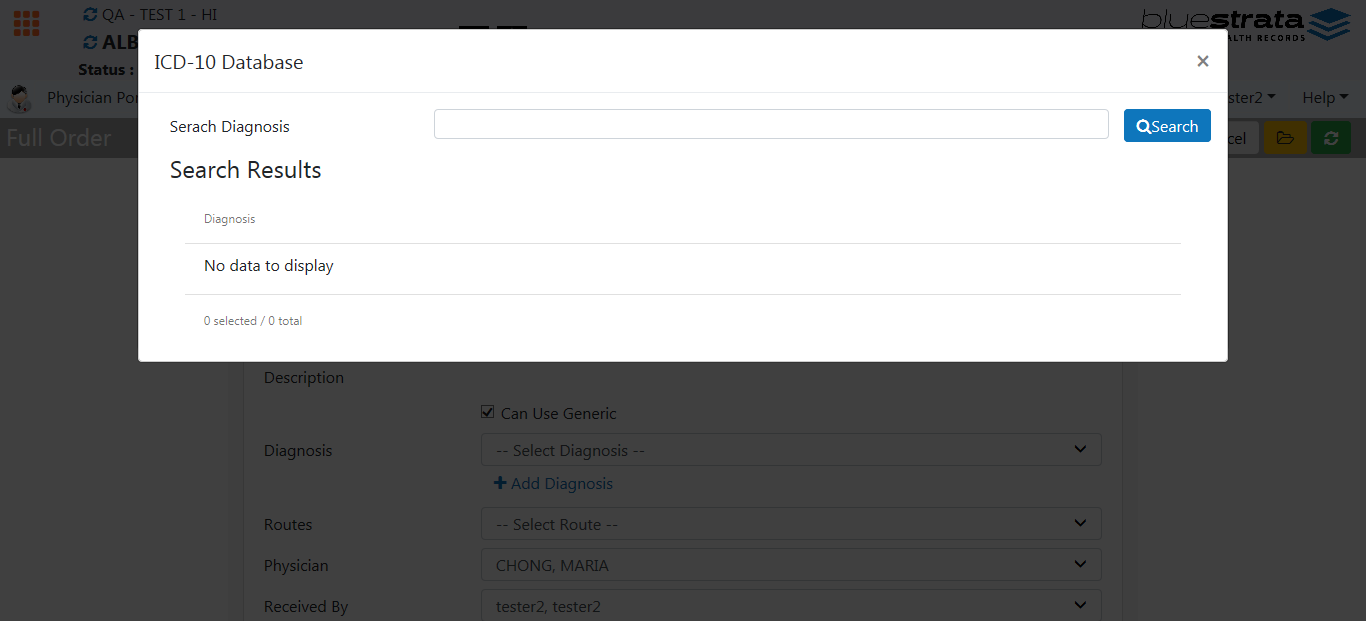 QA - TEST 1 - HI
bluestrata
ALB
ALTH RECORDS
Status :
ICD-10 Database
×
Physician Por
ster2
Help
Serach Diagnosis
Search
Full Order
cel
Search Results
Diagnosis
No data to display
0 selected / 0 total
Description
Can Use Generic
Diagnosis
-- Select Diagnosis --
Add Diagnosis
Routes
-- Select Route --
Physician
CHONG, MARIA
Received By
tester2, tester2